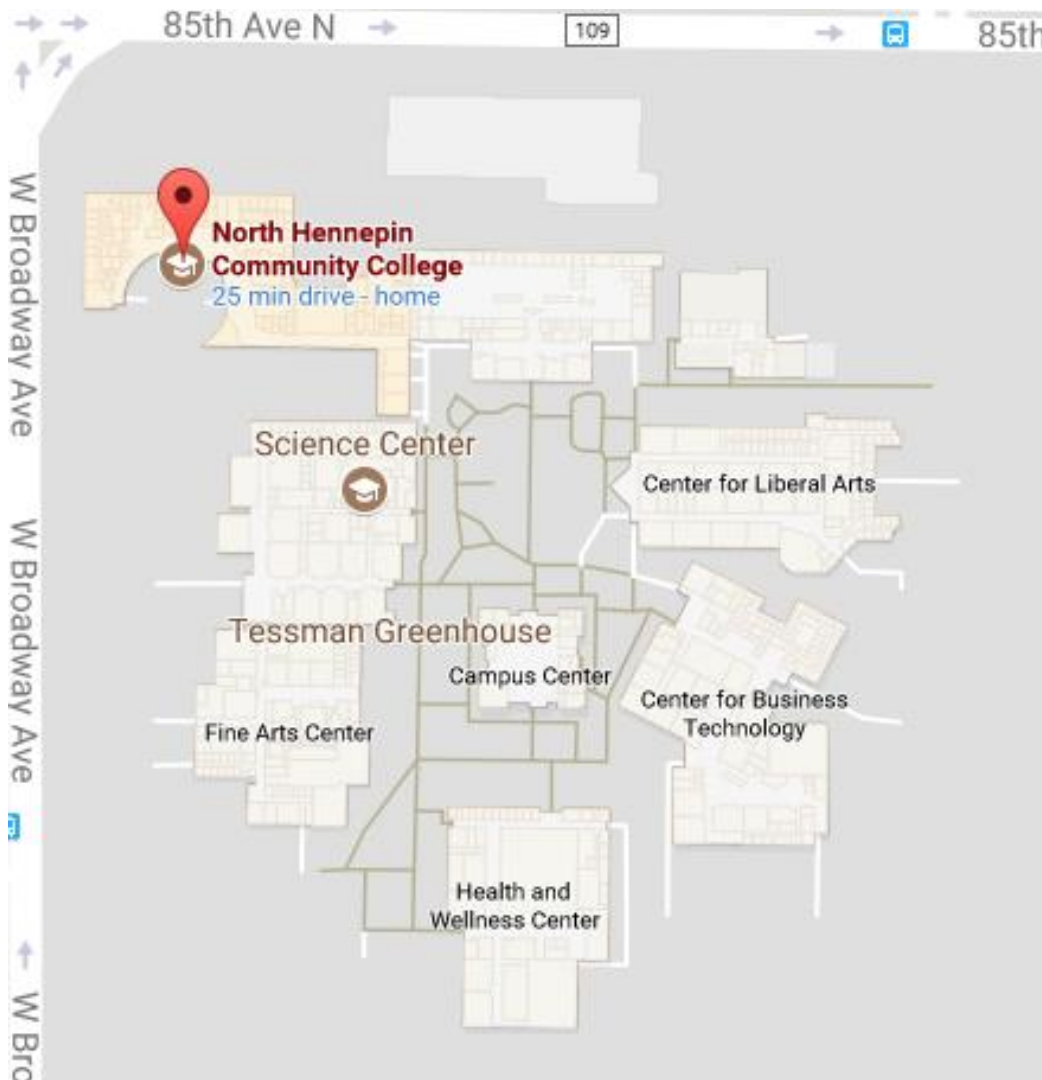 85th Ave N
109
85th
W Broadway Ave
North Hennepin
Community College
25 min drive - home
Science Center
Center for Liberal Arts
W Broadway Ave
Tessman Greenhouse
Campus Center
Center for Business
Technology
Fine Arts Center
Health and
Wellness Center
W Bro